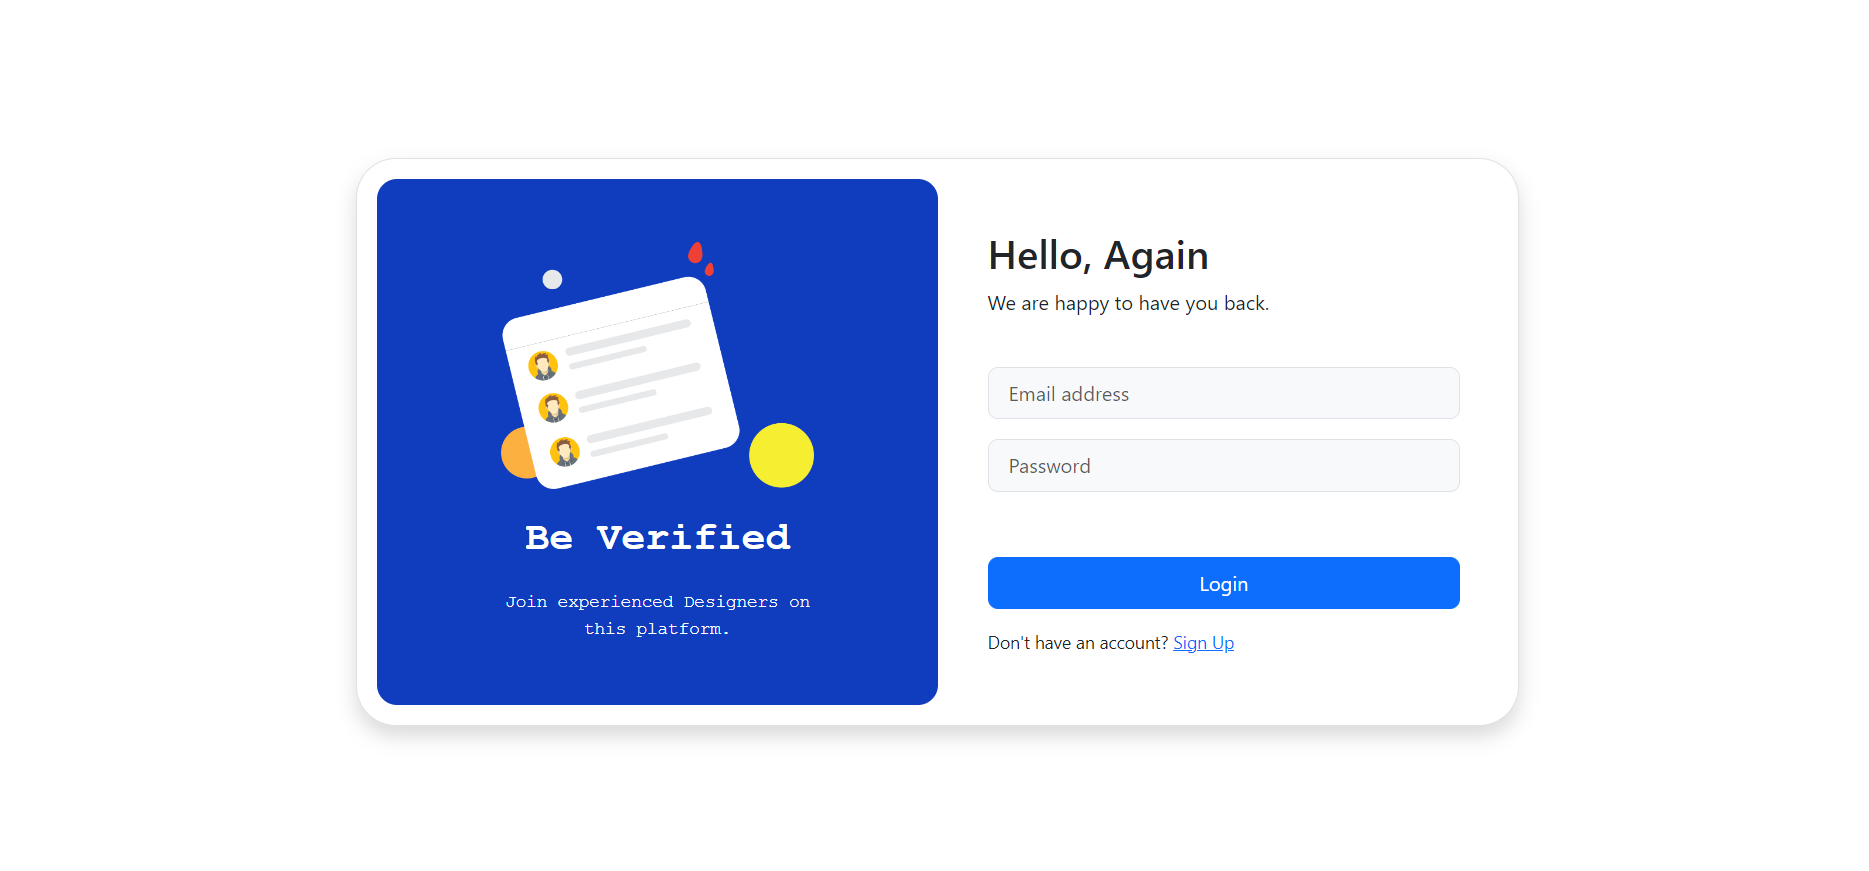 Be Verified
Join experienced Designers on
this platform.
Hello, Again
We are happy to have you back.
Email address
Password
Login
Don't have an account? Sign Up